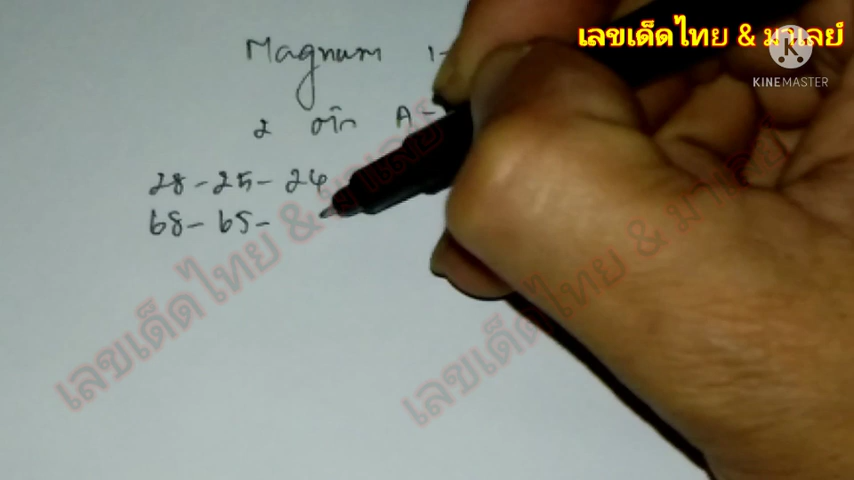 เลขเด็ดไทย & มาเลย์
KINEMASTER
Magnum 1-
2 ตัว A-
28-25-24
68-65-
เลขเด็ดไทย & มาเลย์
เลขเด็ดไทย & มาเลย์